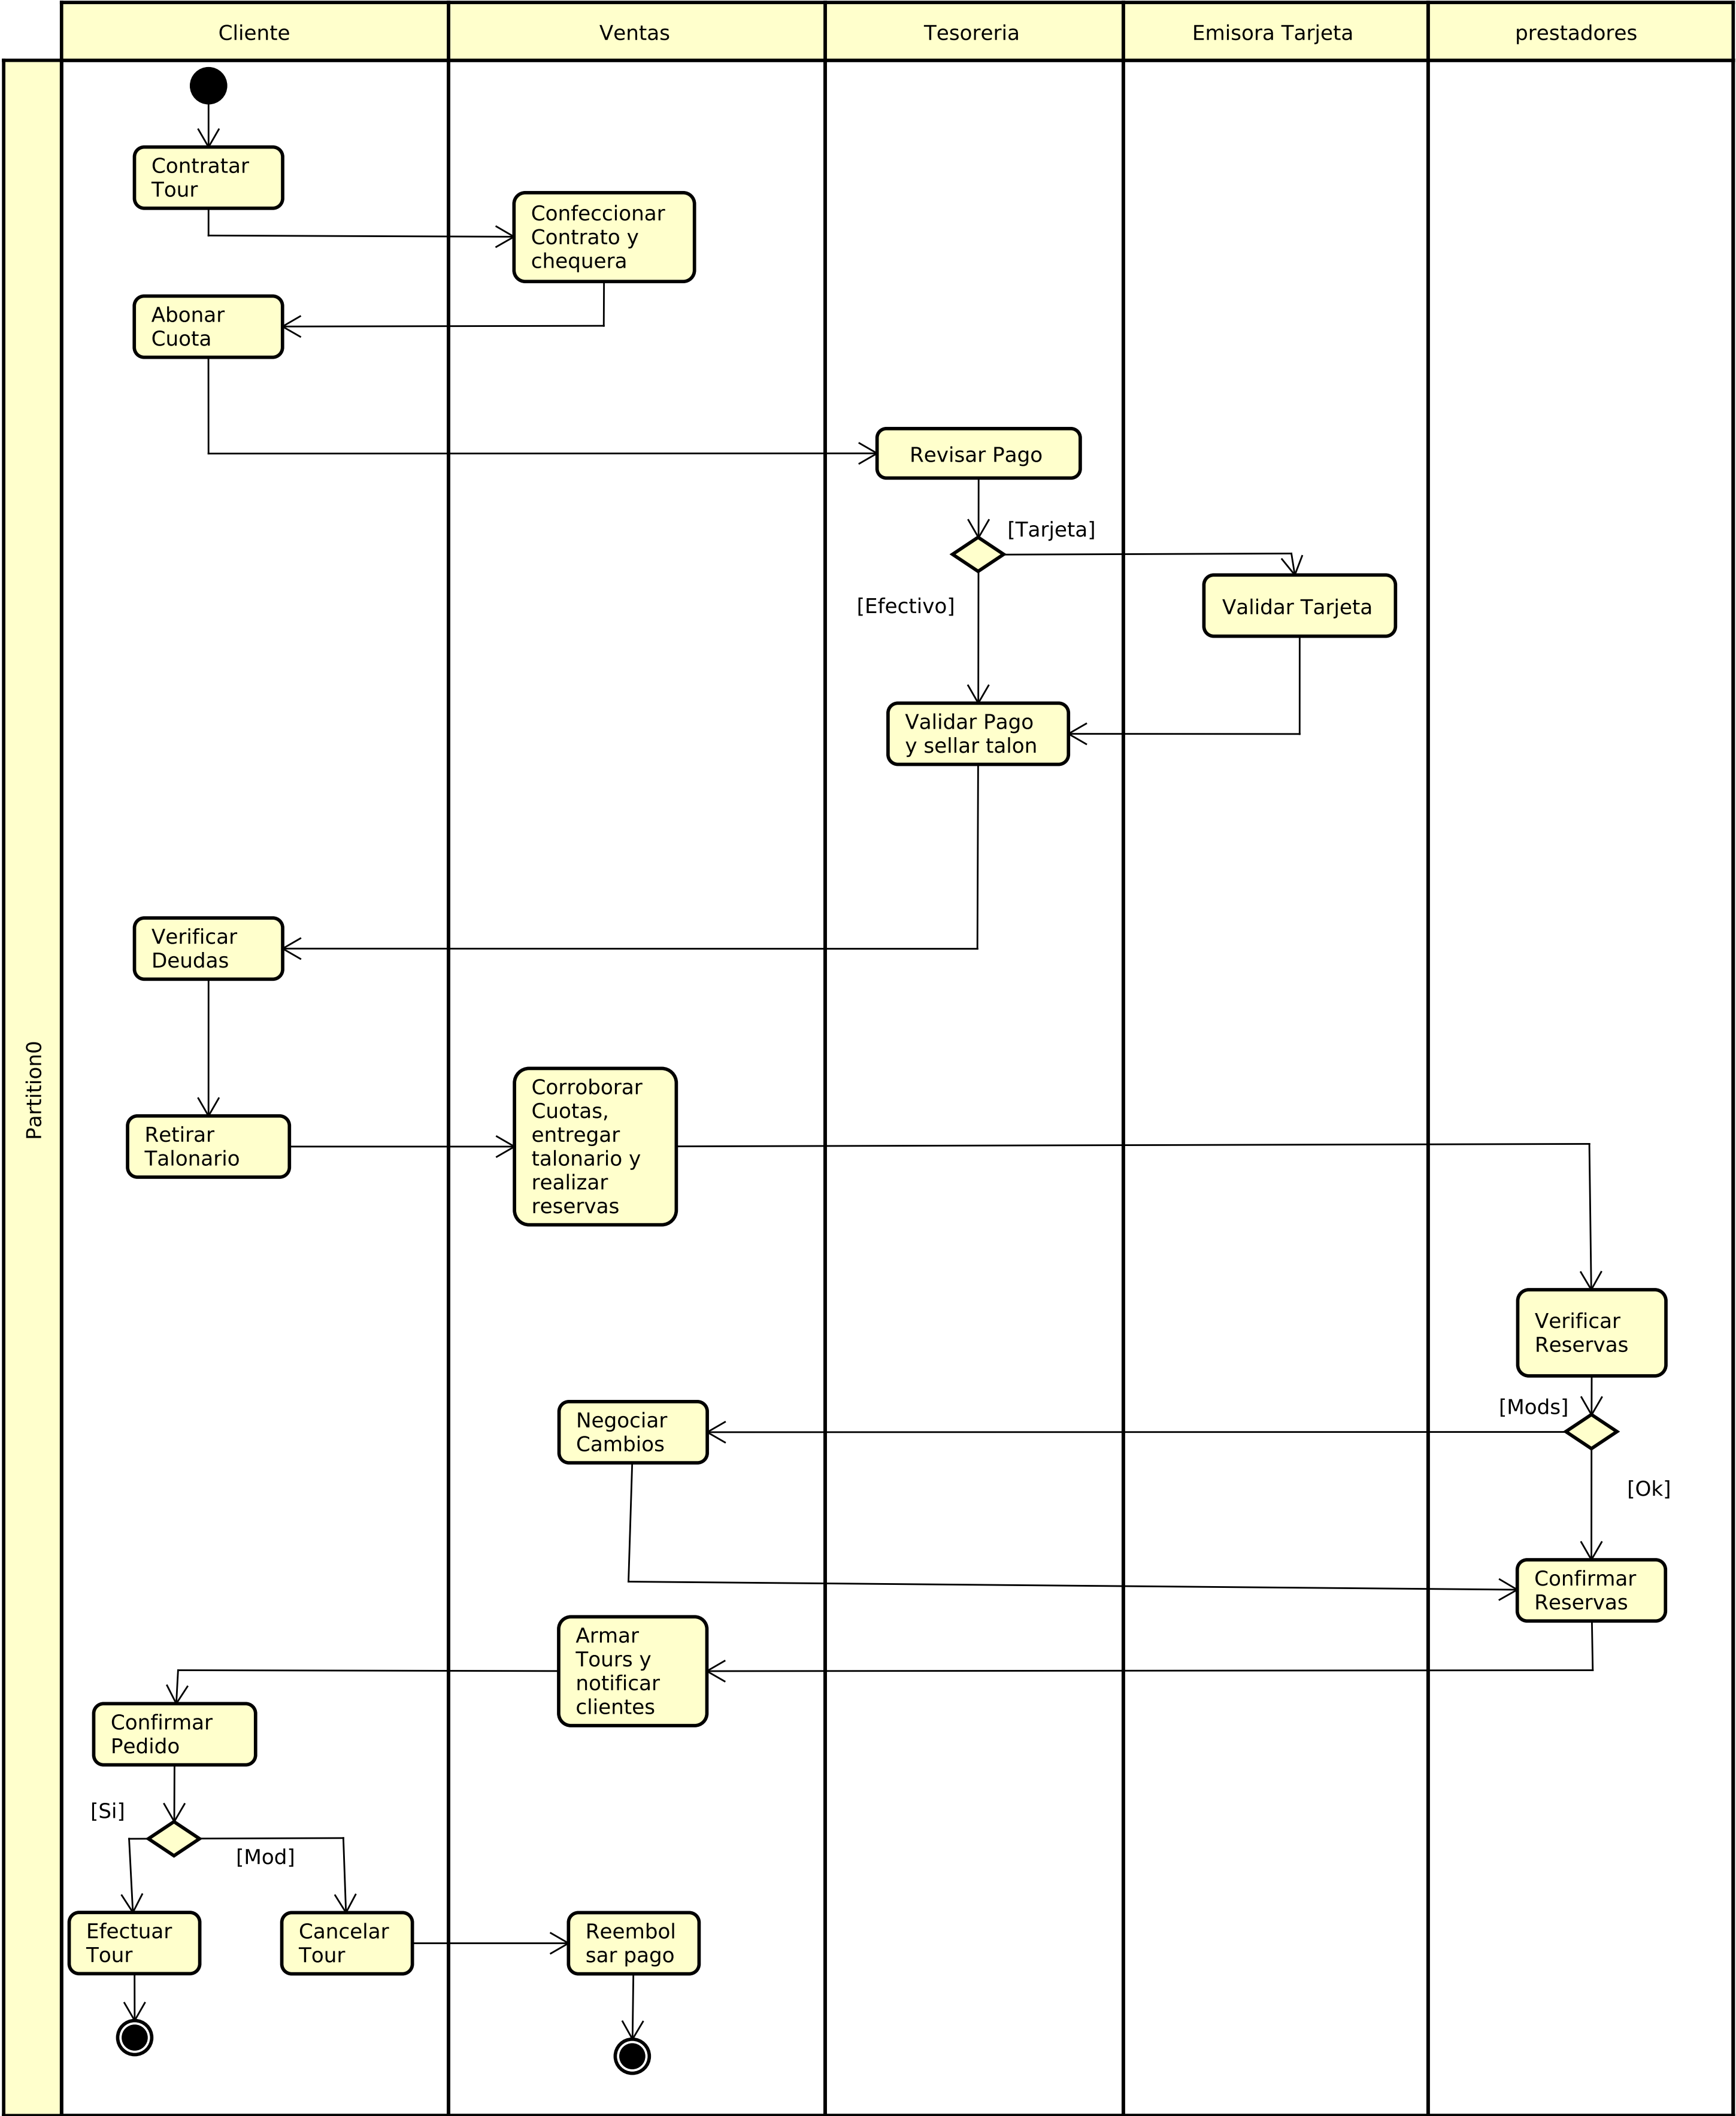 Cliente
Ventas
Tesoreria
Emisora Tarjeta
prestadores
Partition0
Contratar
Tour
Confeccionar
Contrato y
chequera
Abonar
Cuota
Revisar Pago
[Tarjeta]
[Efectivo]
Validar Tarjeta
Validar Pago
y sellar talon
Verificar
Deudas
Retirar
Talonario
Corroborar
Cuotas,
entregar
talonario y
realizar
reservas
Verificar
Reservas
[Mods]
Negociar
Cambios
[Ok]
Confirmar
Reservas
Armar
Tours y
notificar
clientes
Confirmar
Pedido
[Si]
[Mod]
Efectuar
Tour
Cancelar
Tour
Reembol
sar pago